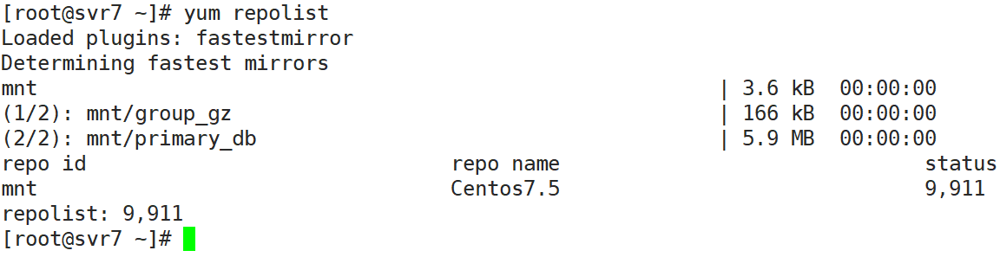 [root@svr7 ~]# yum repolist
Loaded plugins: fastestmirror
Determining fastest mirrors
mnt | 3.6 kB 00:00:00
(1/2): mnt/group_gz | 166 kB 00:00:00
(2/2): mnt/primary_db | 5.9 MB 00:00:00
repo id repo name status
mnt Centos7.5 9,911
repolist: 9,911
[root@svr7 ~]#